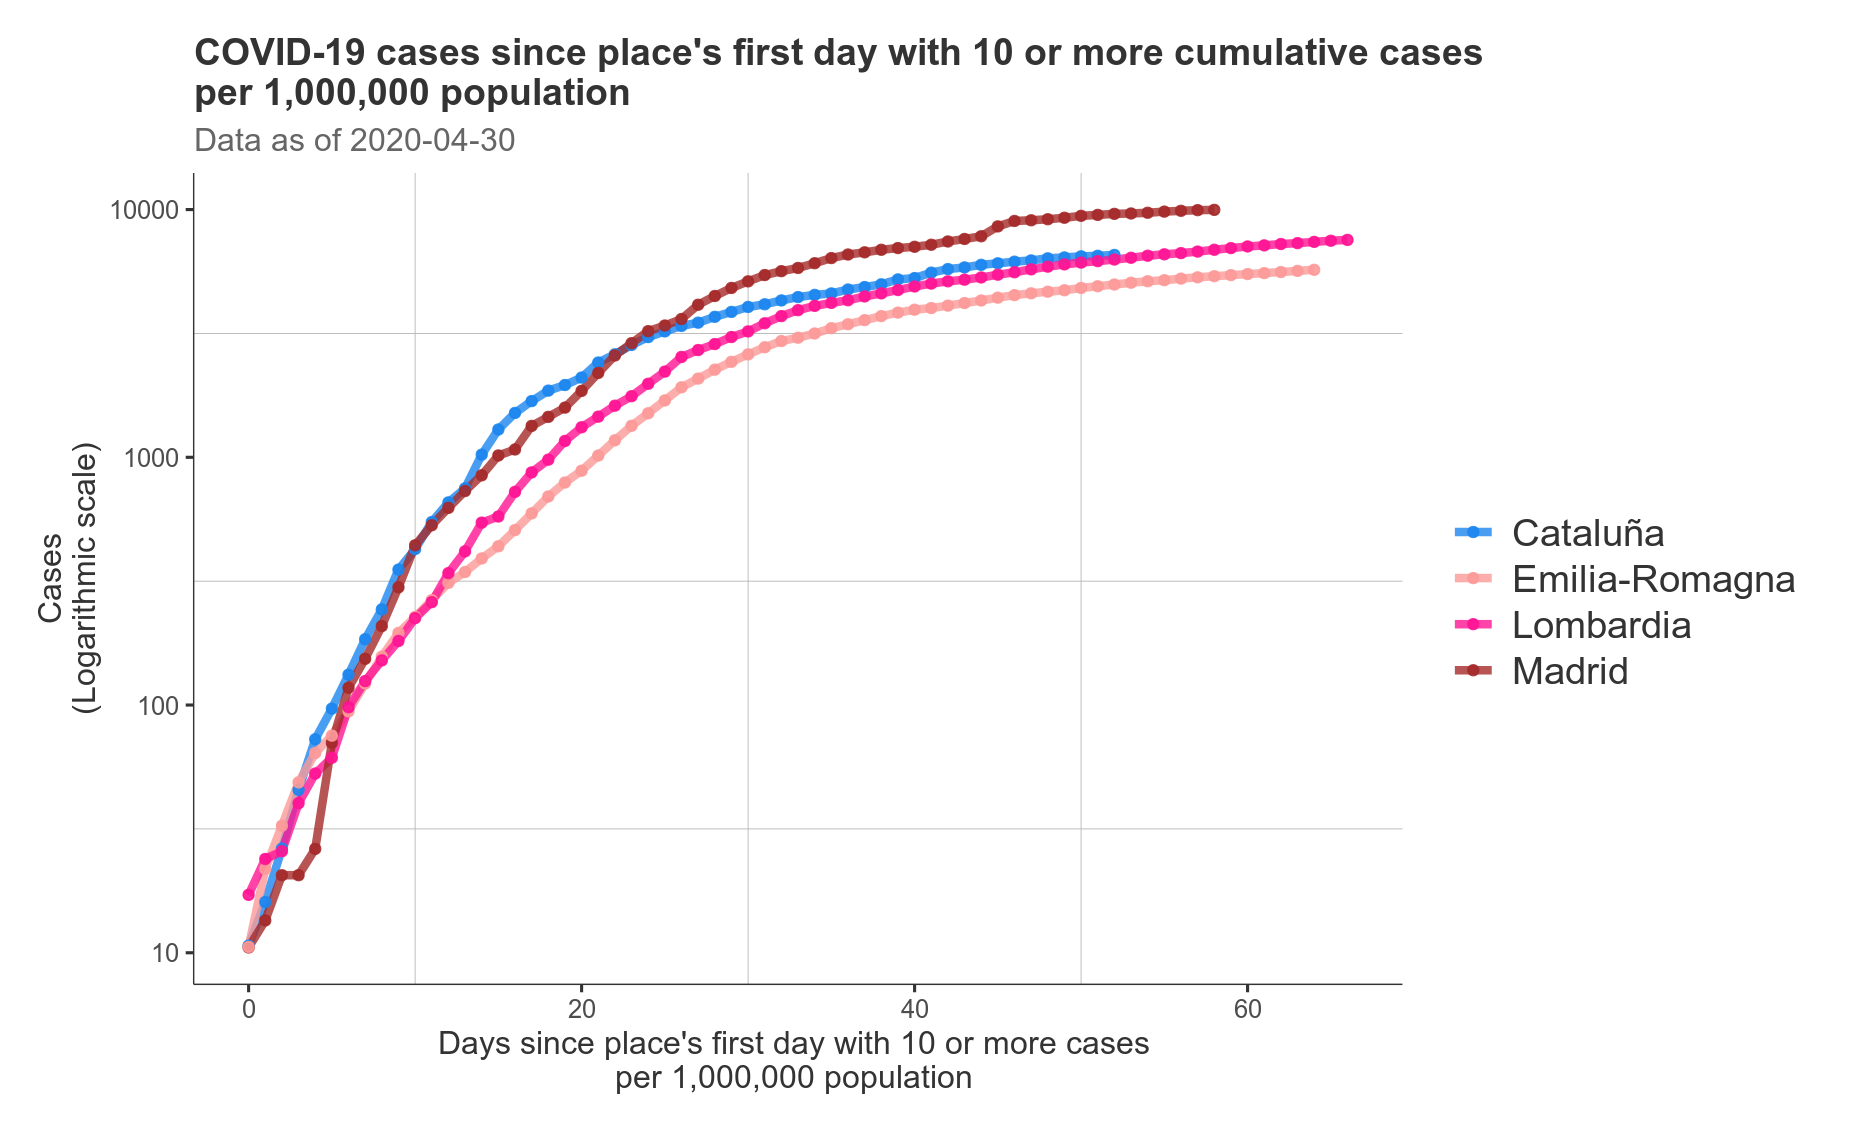 COVID-19 cases since place's first day with 10 or more cumulative cases
per 1,000,000 population
Data as of 2020-04-30
10000
1000
100
10
Cases
(Logarithmic scale)
0
20
40
60
Days since place's first day with 10 or more cases
per 1,000,000 population
Cataluña
Emilia-Romagna
Lombardia
Madrid